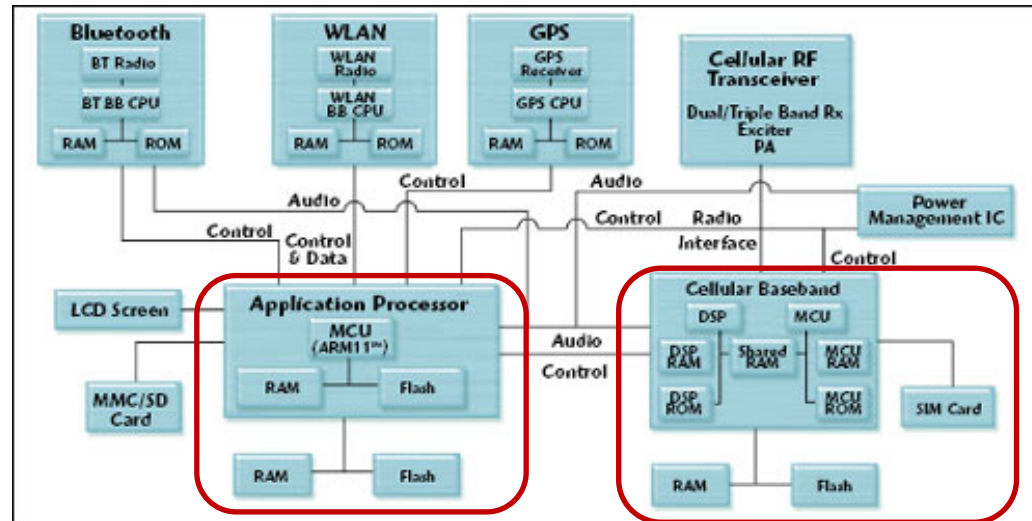 Bluetooth
BT Radio
BT BB CPU
RAM
ROM
WLAN
WLAN
Radio
WLAN
BB CPU
RAM
ROM
GPS
GPS
Receiver
GPS CPU
RAM
ROM
Cellular RF
Transceiver
Dual/Triple Band Rx
Exciter
PA
Control
Audio
Audio
Power
Management IC
Control
Radio
Interface
Control
Control
& Data
Control
LCD Screen
MMC/SD
Card
Application Processor
MCU
(ARM11™)
RAM
Flash
RAM
Flash
Audio
Control
Cellular Baseband
DSP
MCU
DSP
RAM
Shared
RAM
MCU
RAM
DSP
ROM
MCU
ROM
SIM Card
RAM
Flash